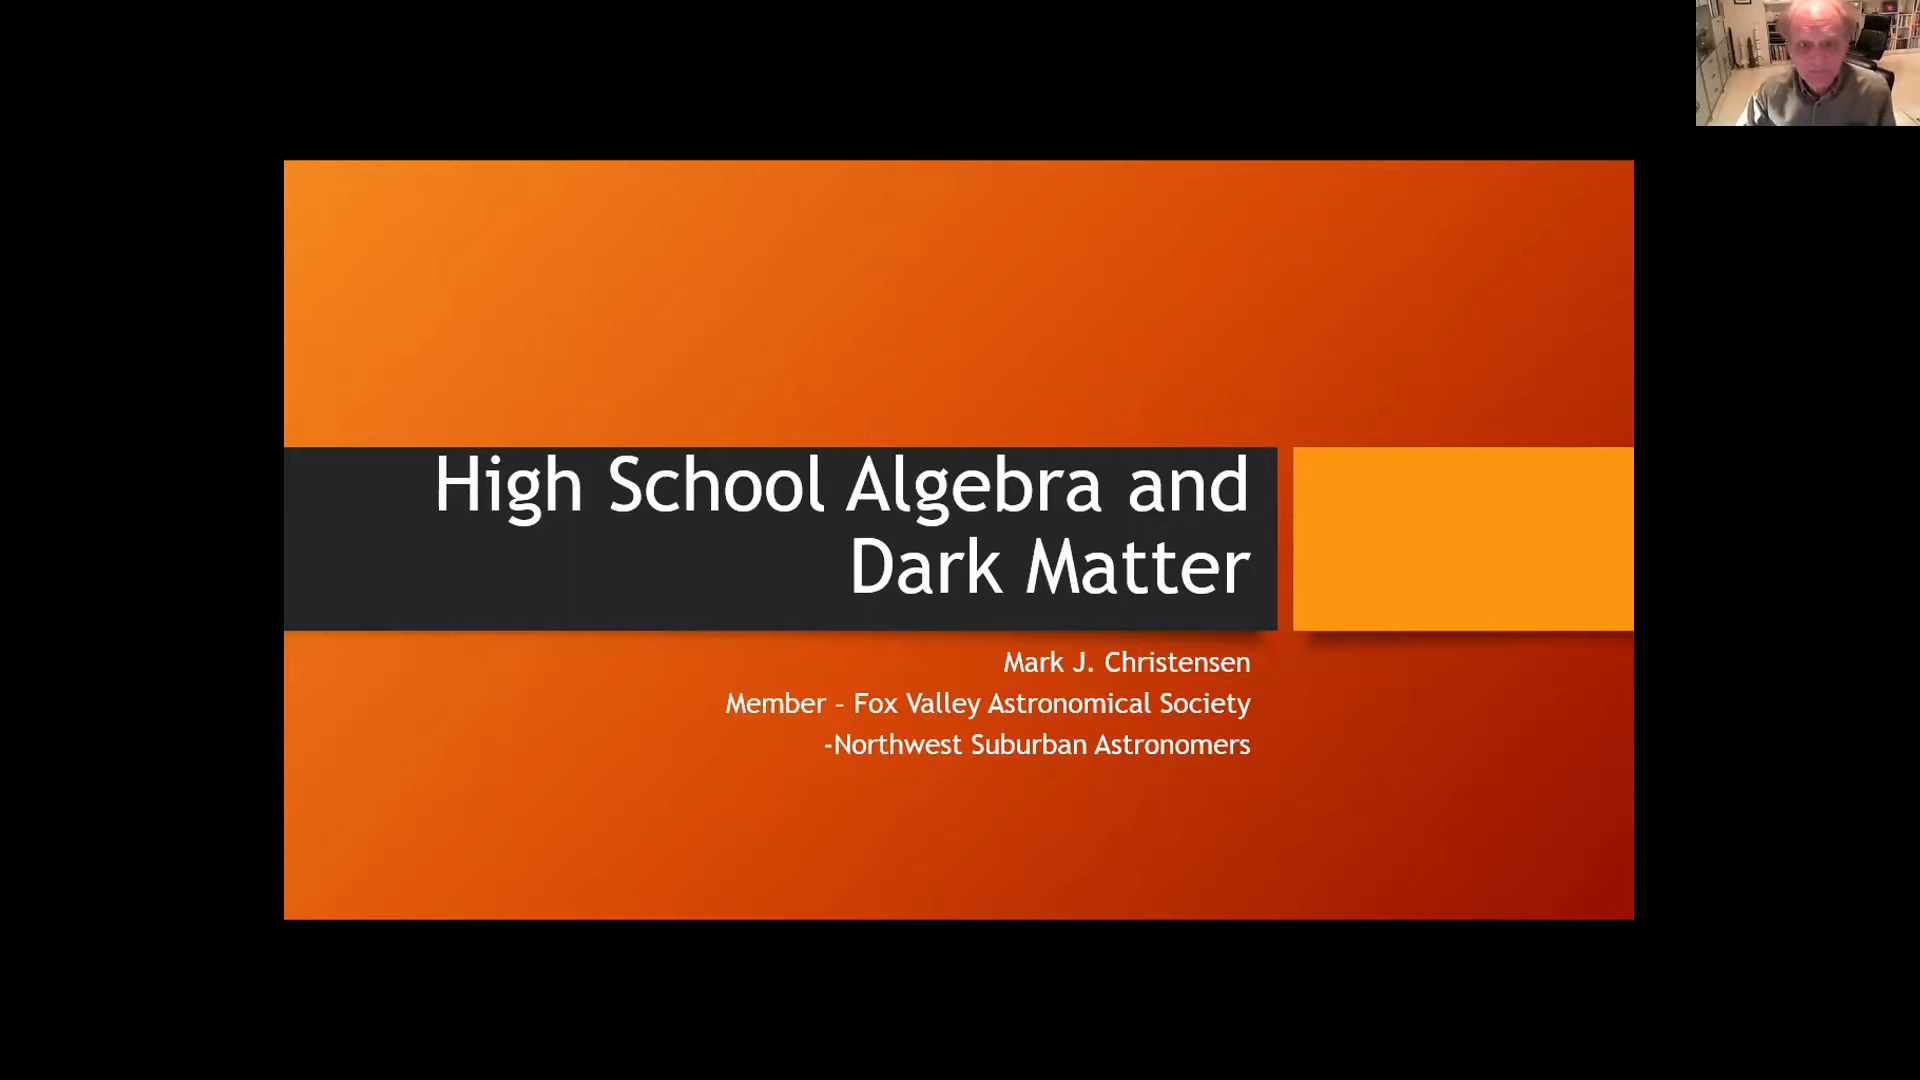 High School Algebra and
Dark Matter
Mark J. Christensen
Member – Fox Valley Astronomical Society
-Northwest Suburban Astronomers